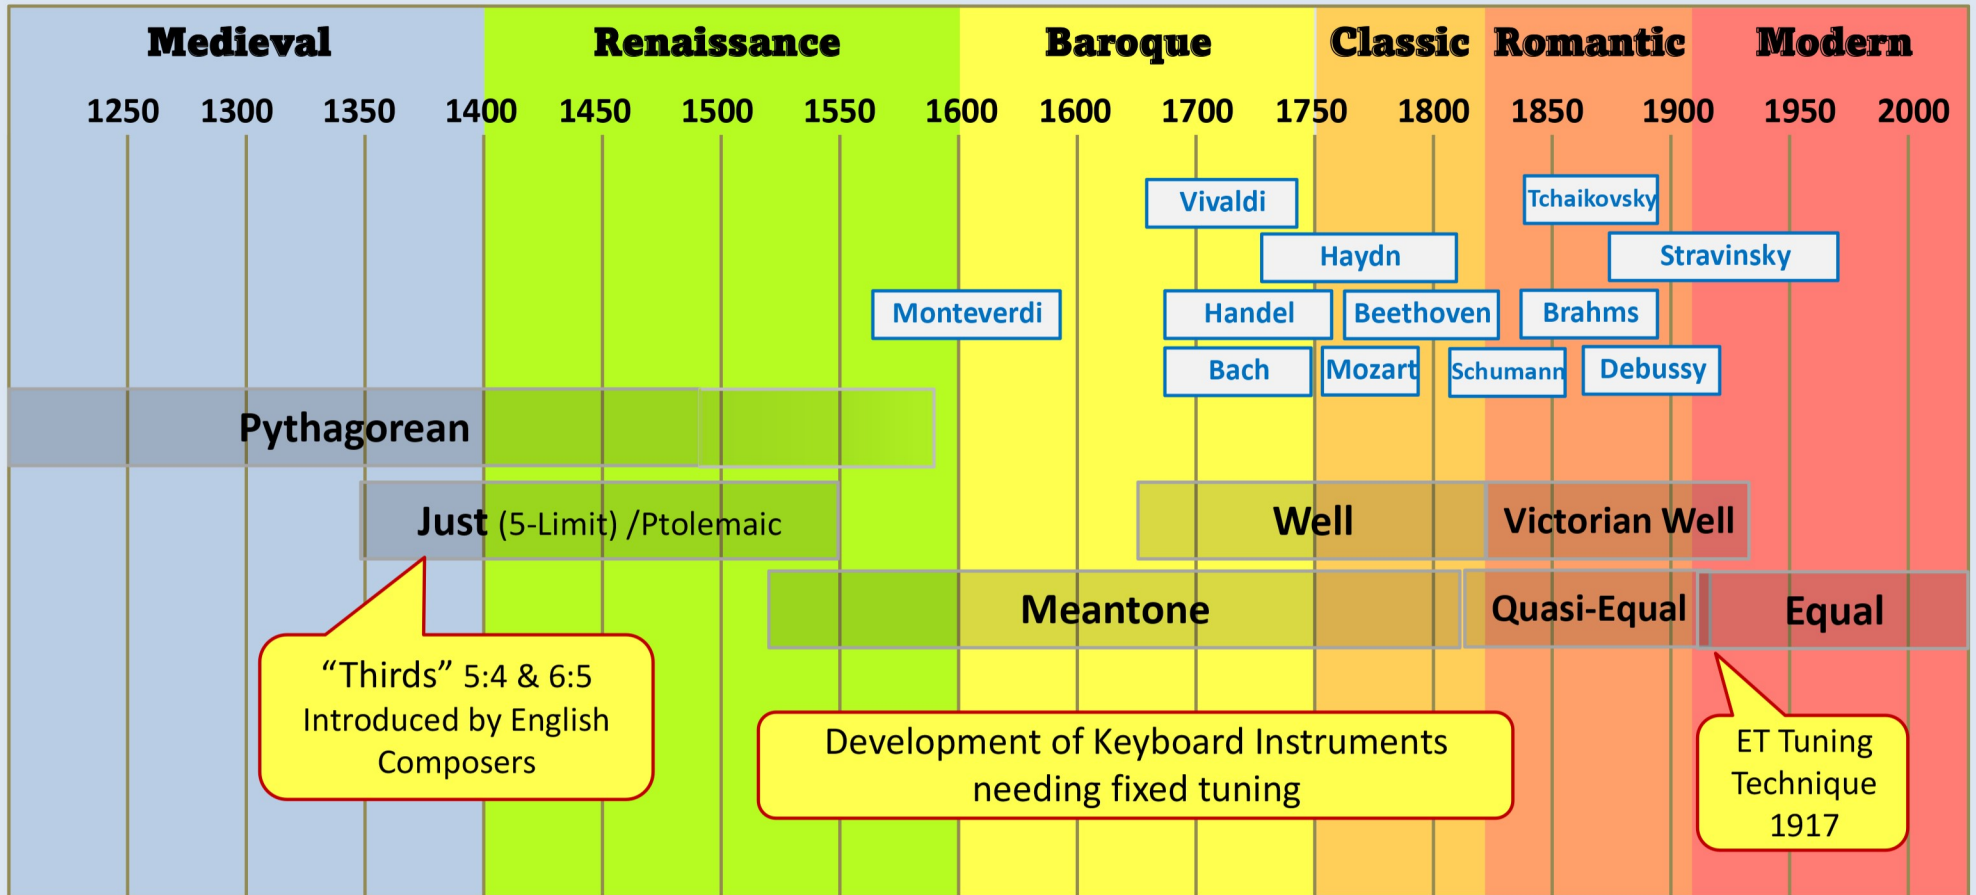 Medieval Renaissance Baroque Classic Romantic Modern
1250 1300 1350 1400 1450 1500 1550 1600 1600 1700 1750 1800 1850 1900 1950 2000
Vivaldi
Tchaikovsky
Haydn
Stravinsky
Monteverdi
Handel
Beethoven
Brahms
Bach
Mozart
Schumann
Debussy
Pythagorean
Just (5-Limit) /Ptolemaic
Well
Victorian Well
Meantone
Quasi-Equal
Equal
“Thirds” 5:4 & 6:5
Introduced by English
Composers
Development of Keyboard Instruments
needing fixed tuning
ET Tuning
Technique
1917